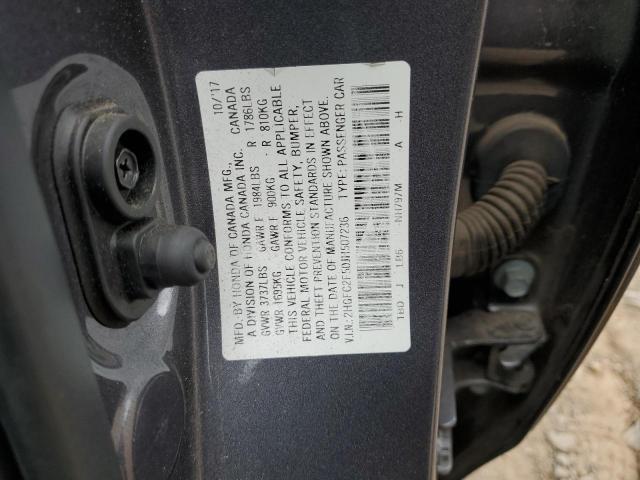 MFD. BY HONDA OF CANADA MFG., 10/'17
A DIVISION OF HONDA CANADA INC. CANADA
GVWR 3737LBS GAWR F 1984LBS R 1786LBS
GVWR 1695KG GAWR F 900KG R 810KG
THIS VEHICLE CONFORMS TO ALL APPLICABLE
FEDERAL MOTOR VEHICLE SAFETY, BUMPER,
AND THEFT PREVENTION STANDARDS IN EFFECT
ON THE DATE OF MANUFACTURE SHOWN ABOVE.
V.I.N.: 2HGFC2F50JH507236 TYPE: PASSENGER CAR
TBD J 1B6 NH797M A H